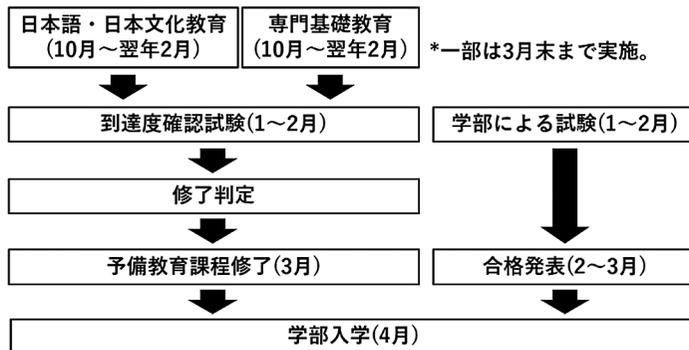 日本語・日本文化教育
(10月～翌年2月)
専門基礎教育
(10月～翌年2月)
*一部は3月末まで実施。
到達度確認試験(1～2月)
学部による試験(1～2月)
修了判定
予備教育課程修了(3月)
合格発表(2～3月)
学部入学(4月)